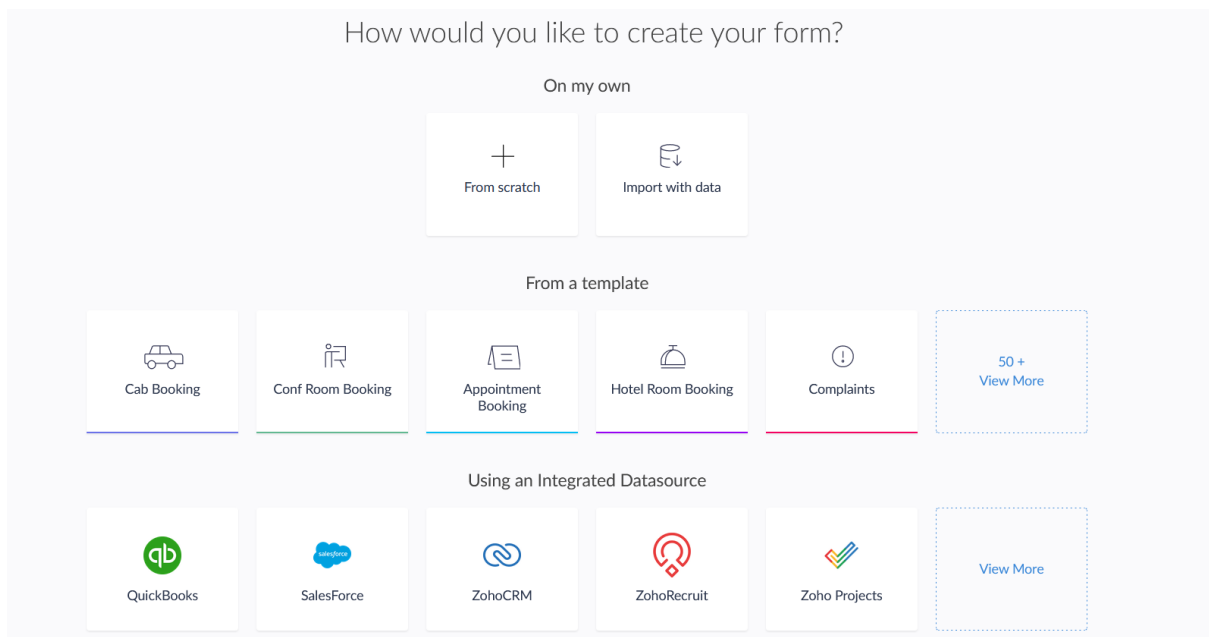 How would you like to create your form?
On my own
From scratch
Import with data
From a template
Cab Booking
Conf Room Booking
Appointment
Booking
Hotel Room Booking
Complaints
50 +
View More
Using an Integrated Datasource
qb
QuickBooks
salesforce
SalesForce
ZohoCRM
ZohoRecruit
Zoho Projects
View More